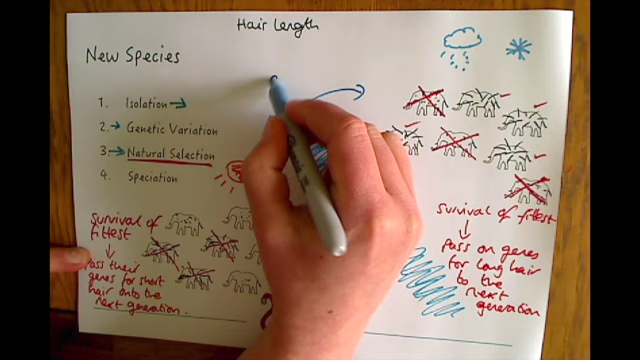 Hair Length
New Species
1. Isolation →
2. → Genetic Variation
3. → Natural Selection
4. Speciation
survival of
fittest
↓
pass their
genes for short
hair onto the
next generation.
survival of fittest
↓
pass on genes
for long hair
to the
next
generation